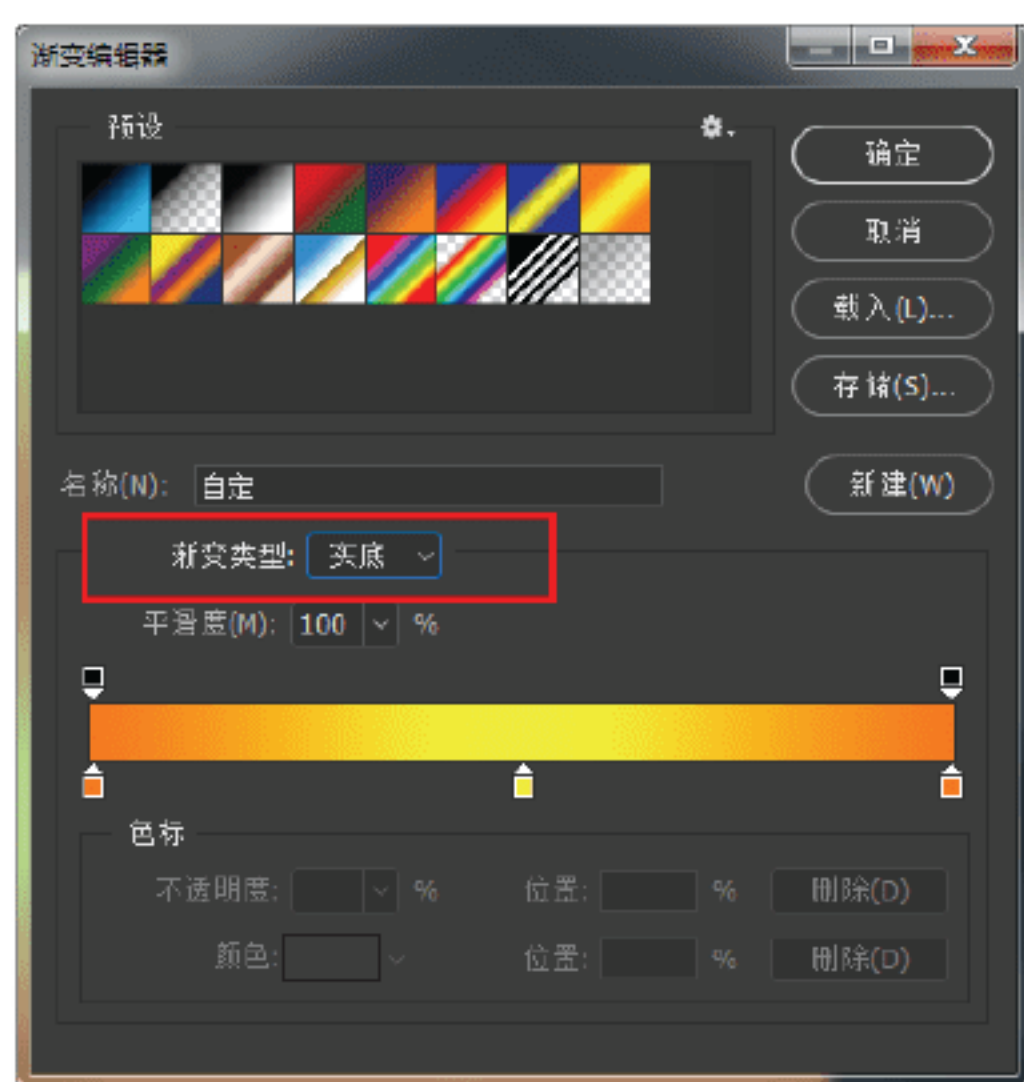 渐变编辑器
预设
确定
取消
载入(L)...
存储(S)...
名称(N): 自定
新建(W)
渐变类型: 实底
平滑度(M): 100 %
色标
不透明度: % 位置: % 删除(D)
颜色: 位置: % 删除(D)